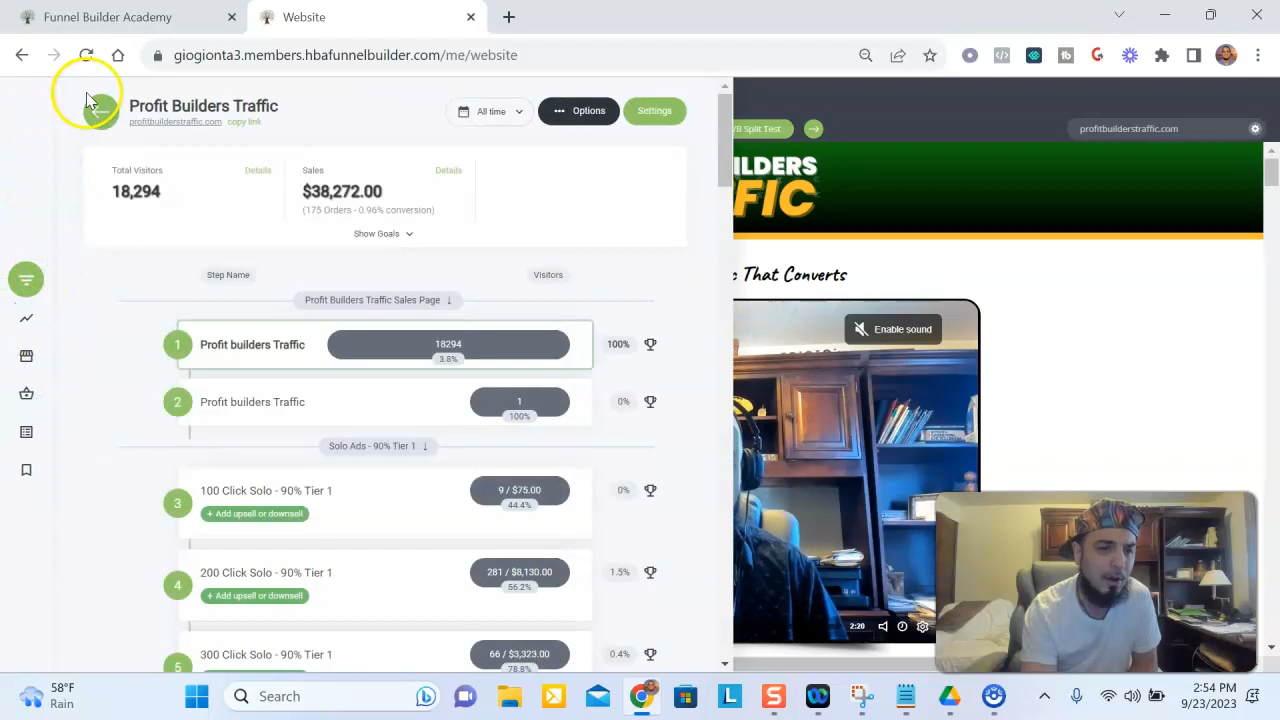 Funnel Builder Academy
Website
giogionta3.members.hbafunnelbuilder.com/me/website
Profit Builders Traffic
profitbuilderstraffic.com copy link
All time
Options
Settings
/B Split Test
profitbuilderstraffic.com
Total Visitors
Details
18,294
Sales
Details
$38,272.00
(175 Orders - 0.96% conversion)
Show Goals
ILDERS
FIC
Step Name
Visitors
c That Converts
Profit Builders Traffic Sales Page ↓
Enable sound
1 Profit builders Traffic 18294 100%
3.8%
2 Profit builders Traffic 1 0%
100%
Solo Ads - 90% Tier 1 ↓
3 100 Click Solo - 90% Tier 1 9 / $75.00 0%
44.4%
+ Add upsell or downsell
4 200 Click Solo - 90% Tier 1 281 / $8,130.00 1.5%
56.2%
+ Add upsell or downsell
5 300 Click Solo - 90% Tier 1 66 / $3,323.00 0.4%
78.8%
2:20
58°F
Rain
Search
2:54 PM
9/23/2023